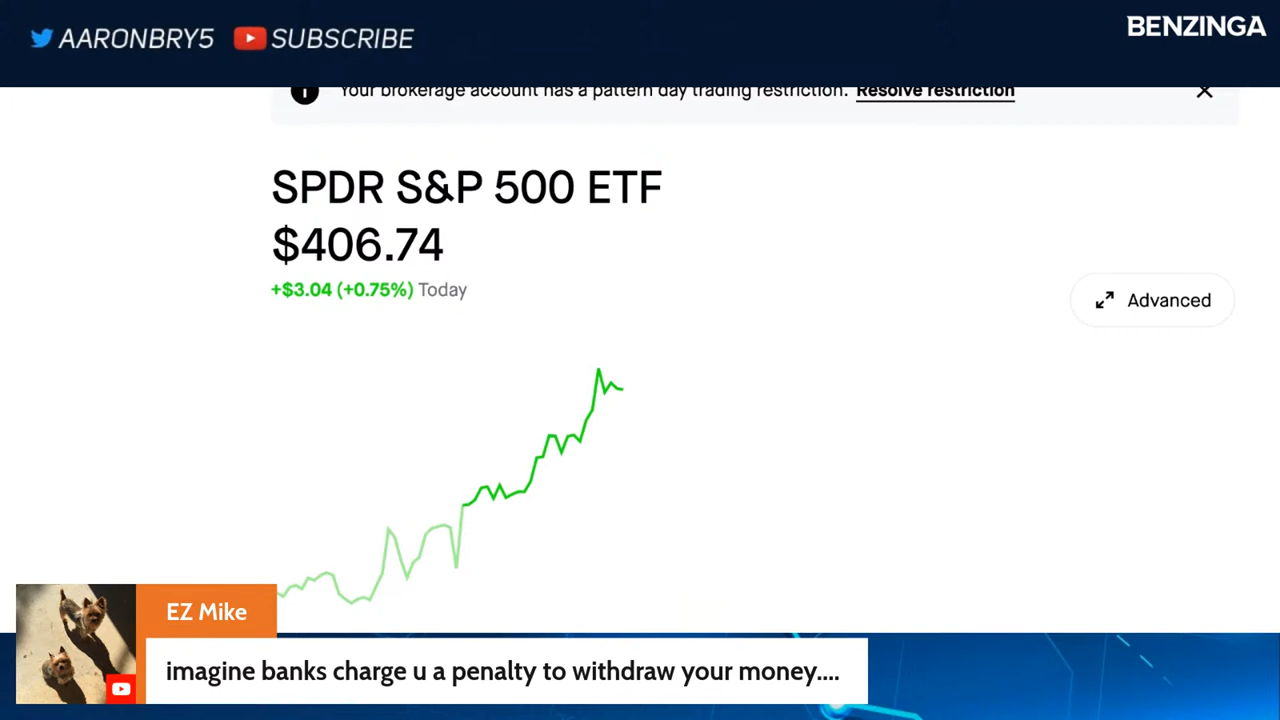 AARONBRY5 SUBSCRIBE
BENZINGA
Your brokerage account has a pattern day trading restriction. Resolve restriction
SPDR S&P 500 ETF
$406.74
+$3.04 (+0.75%) Today
Advanced
EZ Mike
imagine banks charge u a penalty to withdraw your money....